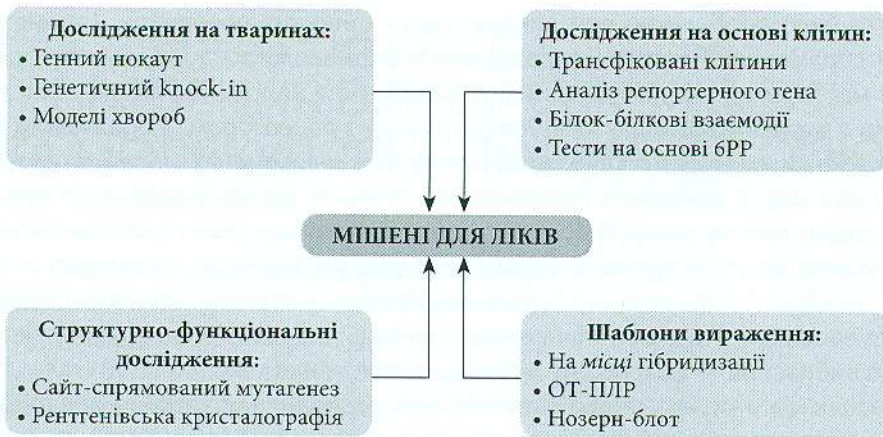 Дослідження на тваринах:
• Генний нокаут
• Генетичний knock-in
• Моделі хвороб
Дослідження на основі клітин:
• Трансфіковані клітини
• Аналіз репортерного гена
• Білок-білкові взаємодії
• Тести на основі бРР
МІШЕНІ ДЛЯ ЛІКІВ
Структурно-функціональні
дослідження:
• Сайт-спрямований мутагенез
• Рентгенівська кристалографія
Шаблони вираження:
• На місці гібридизації
• ОТ-ПЛР
• Нозерн-блот